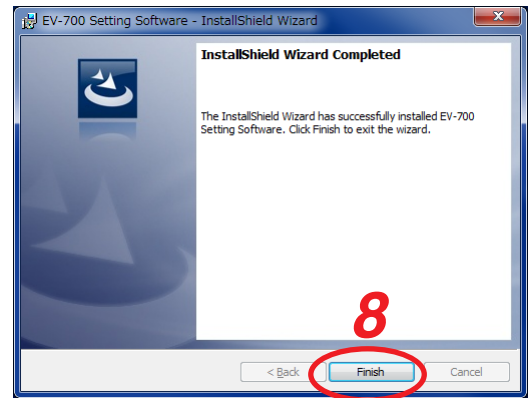 EV-700 Setting Software - InstallShield Wizard
InstallShield Wizard Completed
The InstallShield Wizard has successfully installed EV-700
Setting Software. Click Finish to exit the wizard.
8
< Back Finish Cancel